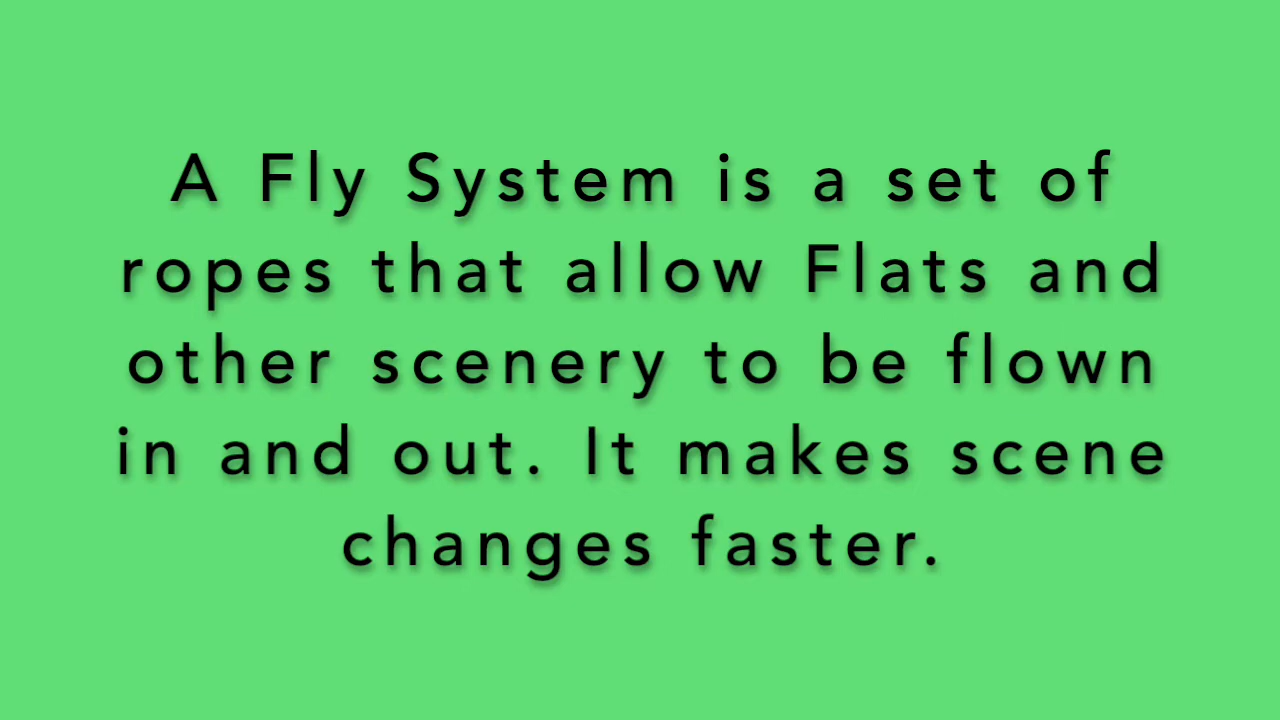 A Fly System is a set of
ropes that allow Flats and
other scenery to be flown
in and out. It makes scene
changes faster.